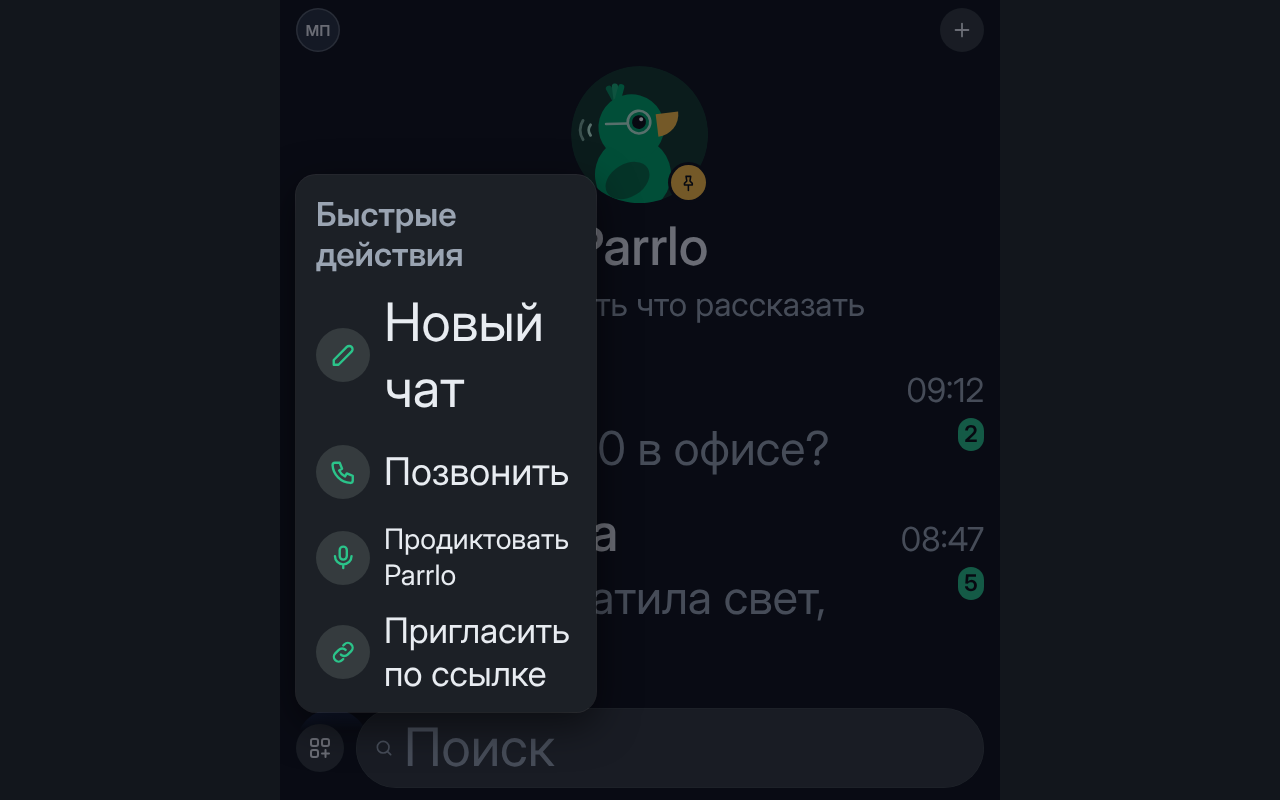 МП
Parrlo
ть что рассказать
Быстрые
действия
Новый
чат
Позвонить
Продиктовать
Parrlo
Пригласить
по ссылке
09:12
0 в офисе?
2
а
08:47
атила свет,
5
Поиск